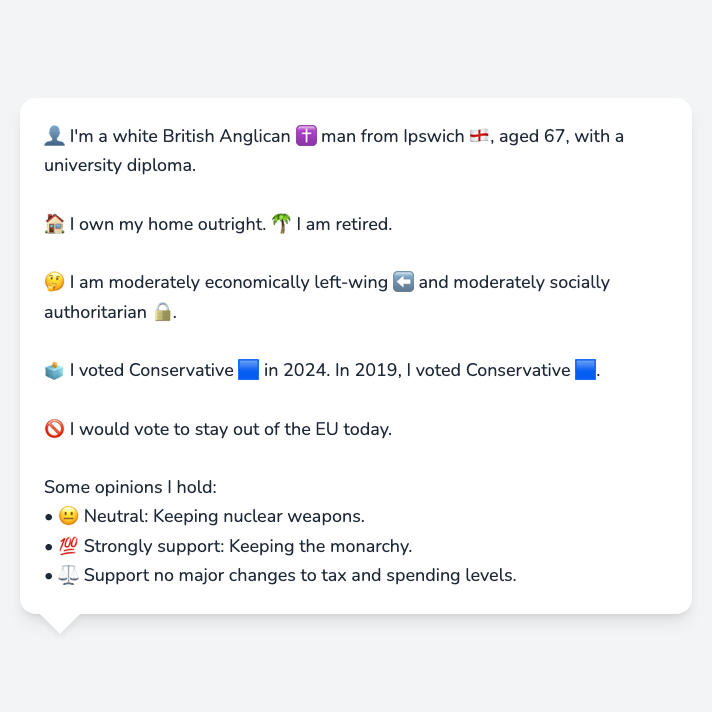 👤 I'm a white British Anglican ✝️ man from Ipswich 🏴󠁧󠁢󠁥󠁮󠁧󠁿, aged 67, with a
university diploma.
🏠 I own my home outright. 🌴 I am retired.
🤔 I am moderately economically left-wing ⬅️ and moderately socially
authoritarian 🔒.
🗳️ I voted Conservative 🟦 in 2024. In 2019, I voted Conservative 🟦.
🚫 I would vote to stay out of the EU today.
Some opinions I hold:
• 😐 Neutral: Keeping nuclear weapons.
• 💯 Strongly support: Keeping the monarchy.
• ⚖️ Support no major changes to tax and spending levels.